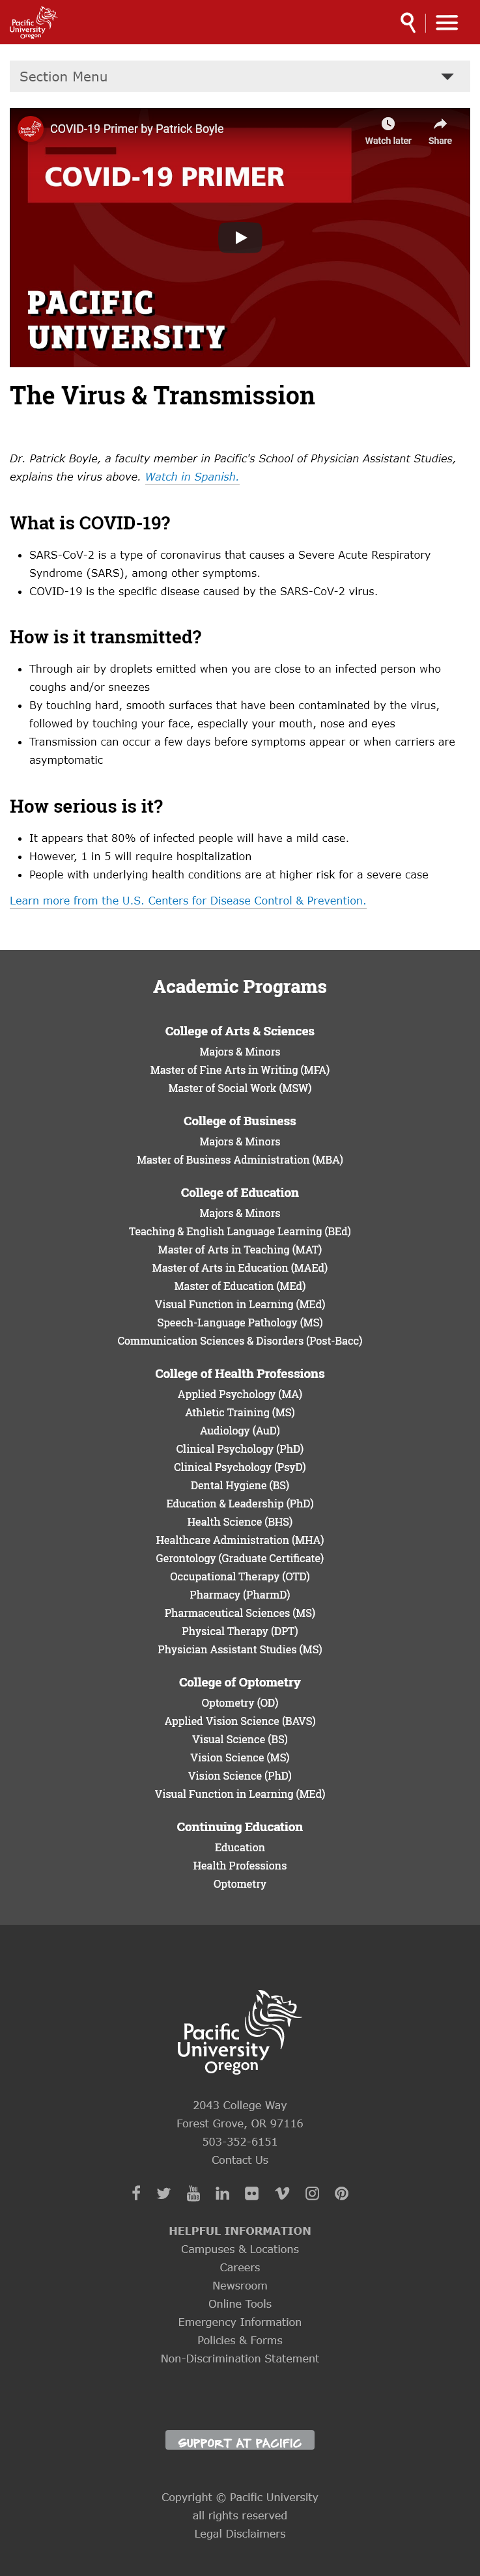 Pacific
University
Oregon
Section Menu
COVID-19 Primer by Patrick Boyle
Watch later
Share
COVID-19 PRIMER
PACIFIC
UNIVERSITY
The Virus & Transmission
Dr. Patrick Boyle, a faculty member in Pacific's School of Physician Assistant Studies,
explains the virus above. Watch in Spanish.
What is COVID-19?
• SARS-CoV-2 is a type of coronavirus that causes a Severe Acute Respiratory
Syndrome (SARS), among other symptoms.
• COVID-19 is the specific disease caused by the SARS-CoV-2 virus.
How is it transmitted?
• Through air by droplets emitted when you are close to an infected person who
coughs and/or sneezes
• By touching hard, smooth surfaces that have been contaminated by the virus,
followed by touching your face, especially your mouth, nose and eyes
• Transmission can occur a few days before symptoms appear or when carriers are
asymptomatic
How serious is it?
• It appears that 80% of infected people will have a mild case.
• However, 1 in 5 will require hospitalization
• People with underlying health conditions are at higher risk for a severe case
Learn more from the U.S. Centers for Disease Control & Prevention.
Academic Programs
College of Arts & Sciences
Majors & Minors
Master of Fine Arts in Writing (MFA)
Master of Social Work (MSW)
College of Business
Majors & Minors
Master of Business Administration (MBA)
College of Education
Majors & Minors
Teaching & English Language Learning (BEd)
Master of Arts in Teaching (MAT)
Master of Arts in Education (MAEd)
Master of Education (MEd)
Visual Function in Learning (MEd)
Speech-Language Pathology (MS)
Communication Sciences & Disorders (Post-Bacc)
College of Health Professions
Applied Psychology (MA)
Athletic Training (MS)
Audiology (AuD)
Clinical Psychology (PhD)
Clinical Psychology (PsyD)
Dental Hygiene (BS)
Education & Leadership (PhD)
Health Science (BHS)
Healthcare Administration (MHA)
Gerontology (Graduate Certificate)
Occupational Therapy (OTD)
Pharmacy (PharmD)
Pharmaceutical Sciences (MS)
Physical Therapy (DPT)
Physician Assistant Studies (MS)
College of Optometry
Optometry (OD)
Applied Vision Science (BAVS)
Visual Science (BS)
Vision Science (MS)
Vision Science (PhD)
Visual Function in Learning (MEd)
Continuing Education
Education
Health Professions
Optometry
Pacific
University
Oregon
2043 College Way
Forest Grove, OR 97116
503-352-6151
Contact Us
HELPFUL INFORMATION
Campuses & Locations
Careers
Newsroom
Online Tools
Emergency Information
Policies & Forms
Non-Discrimination Statement
SUPPORT AT PACIFIC
Copyright © Pacific University
all rights reserved
Legal Disclaimers